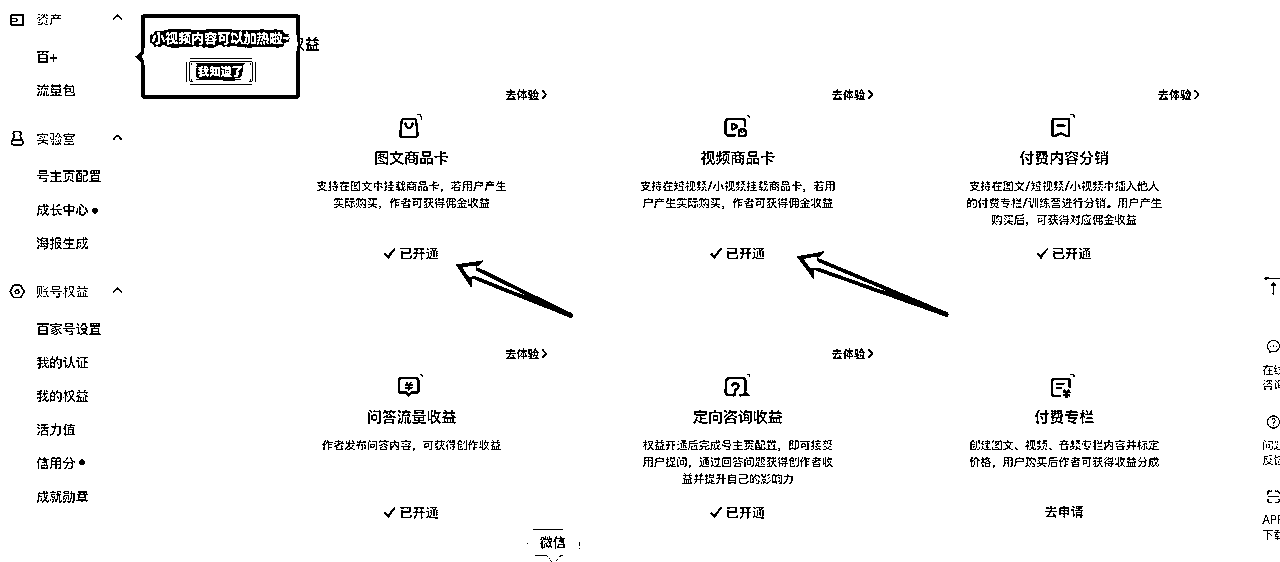 资产
小视频内容可以加热啦~
权益
我知道了
百+
流量包
实验室
号主页配置
成长中心
海报生成
账号权益
百家号设置
我的认证
我的权益
活力值
信用分
成就勋章
去体验>
图文商品卡
支持在图文中挂载商品卡，若用户产生
实际购买，作者可获得佣金收益
已开通
去体验>
视频商品卡
支持在短视频/小视频挂载商品卡，若用
户产生实际购买，作者可获得佣金收益
已开通
去体验>
付费内容分销
支持在图文/短视频/小视频中插入他人
的付费专栏/训练营进行分销。用户产生
购买后，可获得对应佣金收益
已开通
去体验>
问答流量收益
作者发布问答内容，可获得创作收益
已开通
去体验>
定向咨询收益
权益开通后完成号主页配置，即可接受
用户提问，通过回答问题获得创作者收
益并提升自己的影响力
已开通
付费专栏
创建图文、视频、音频专栏内容并标定
价格，用户购买后作者可获得收益分成
去申请
微信
在线
咨询
问题
反馈
APP
下载